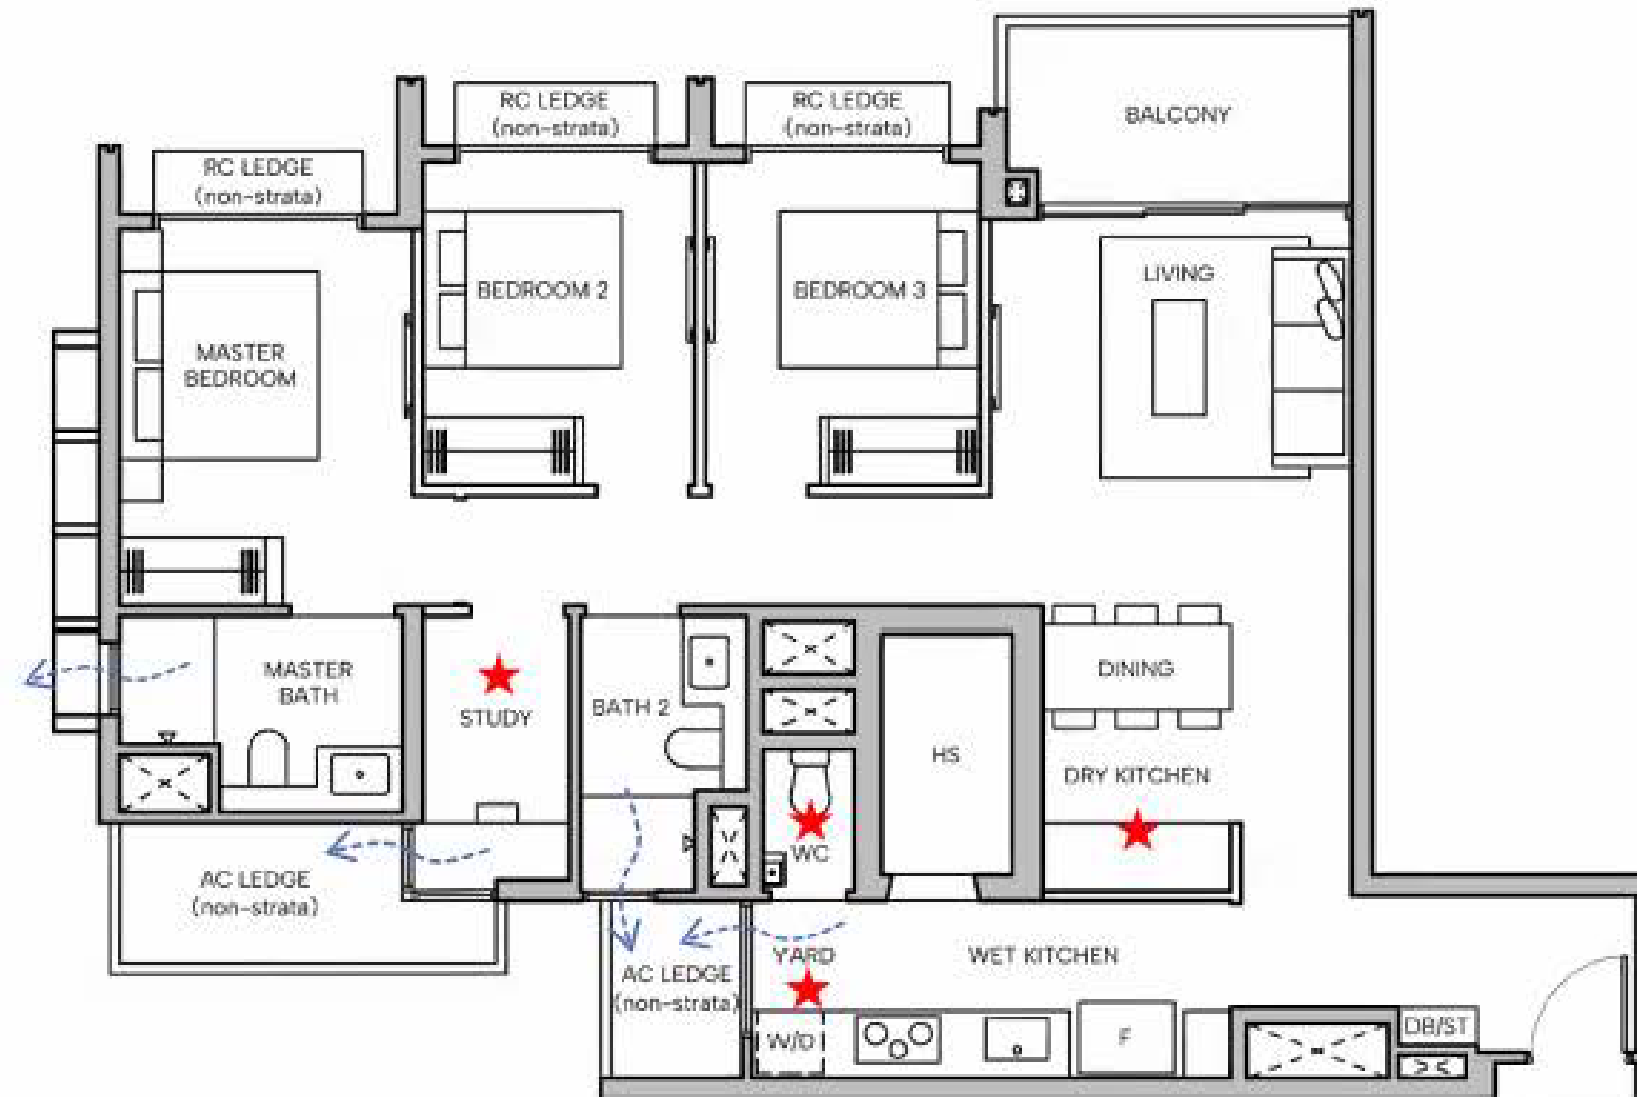 BALCONY
RC LEDGE
(non-strata)
RC LEDGE
(non-strata)
RC LEDGE
(non-strata)
LIVING
BEDROOM 2
BEDROOM 3
MASTER
BEDROOM
MASTER
BATH
STUDY
BATH 2
DINING
HS
DRY KITCHEN
WC
AC LEDGE
(non-strata)
YARD
WET KITCHEN
AC LEDGE
(non-strata)
W/D
F
DB/ST